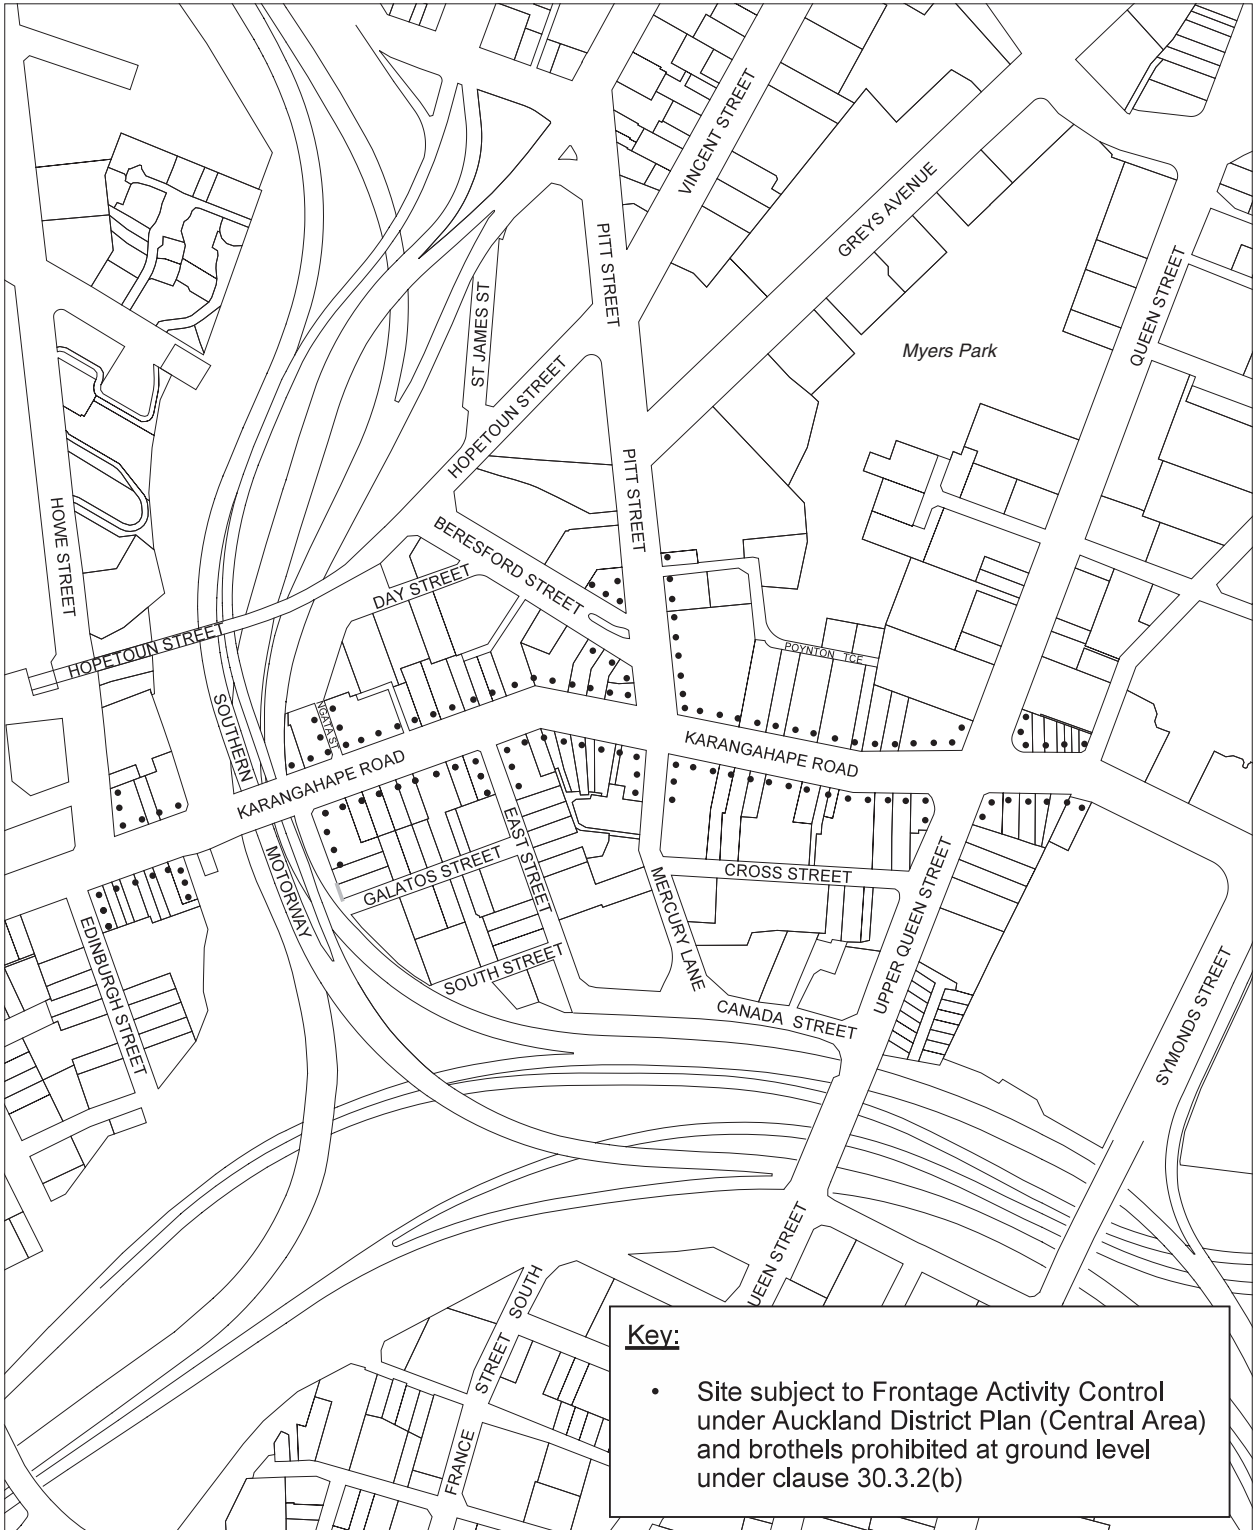 VINCENT STREET
GREYS AVENUE
PITT STREET
QUEEN STREET
ST JAMES ST
Myers Park
HOPETOUN STREET
PITT STREET
HOWE STREET
BERESFORD STREET
DAY STREET
HOPETOUN STREET
POYNTON TCE
NGATA ST
SOUTHERN
KARANGAHAPE ROAD
KARANGAHAPE ROAD
EAST STREET
MOTORWAY
GALATOS STREET
CROSS STREET
MERCURY LANE
UPPER QUEEN STREET
EDINBURGH STREET
SOUTH STREET
CANADA STREET
SYMONDS STREET
UEEN STREET
FRANCE STREET SOUTH
Key:
• Site subject to Frontage Activity Control
under Auckland District Plan (Central Area)
and brothels prohibited at ground level
under clause 30.3.2(b)